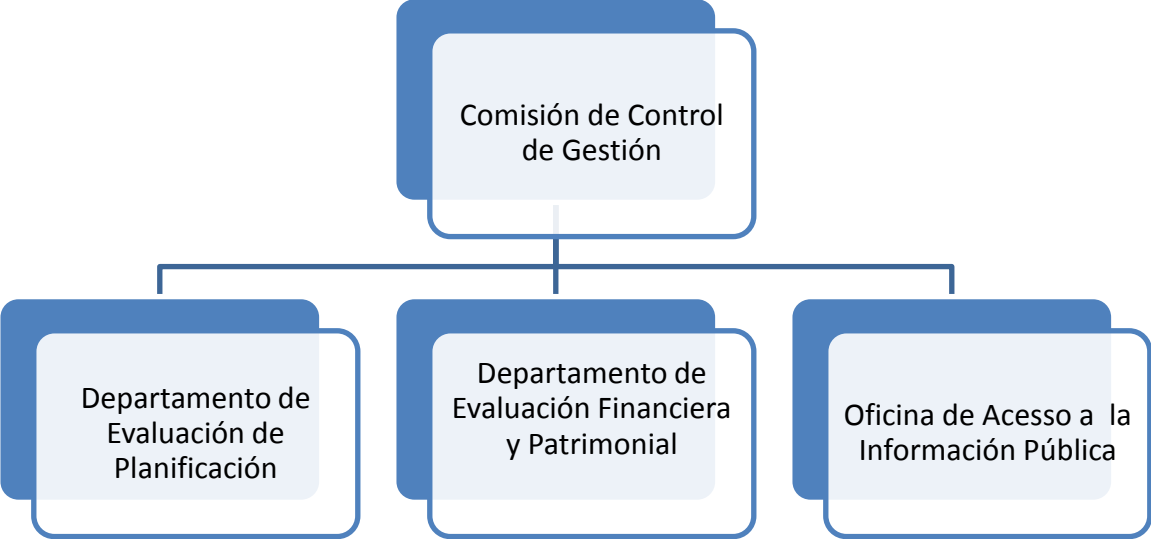 Comisión de Control
de Gestión
Departamento de
Evaluación de
Planificación
Departamento de
Evaluación Financiera
y Patrimonial
Oficina de Acesso a la
Información Pública